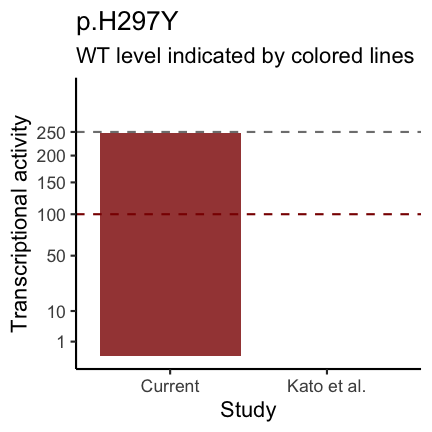 p.H297Y
WT level indicated by colored lines
Transcriptional activity
250
200
150
100
50
10
1
Current
Kato et al.
Study